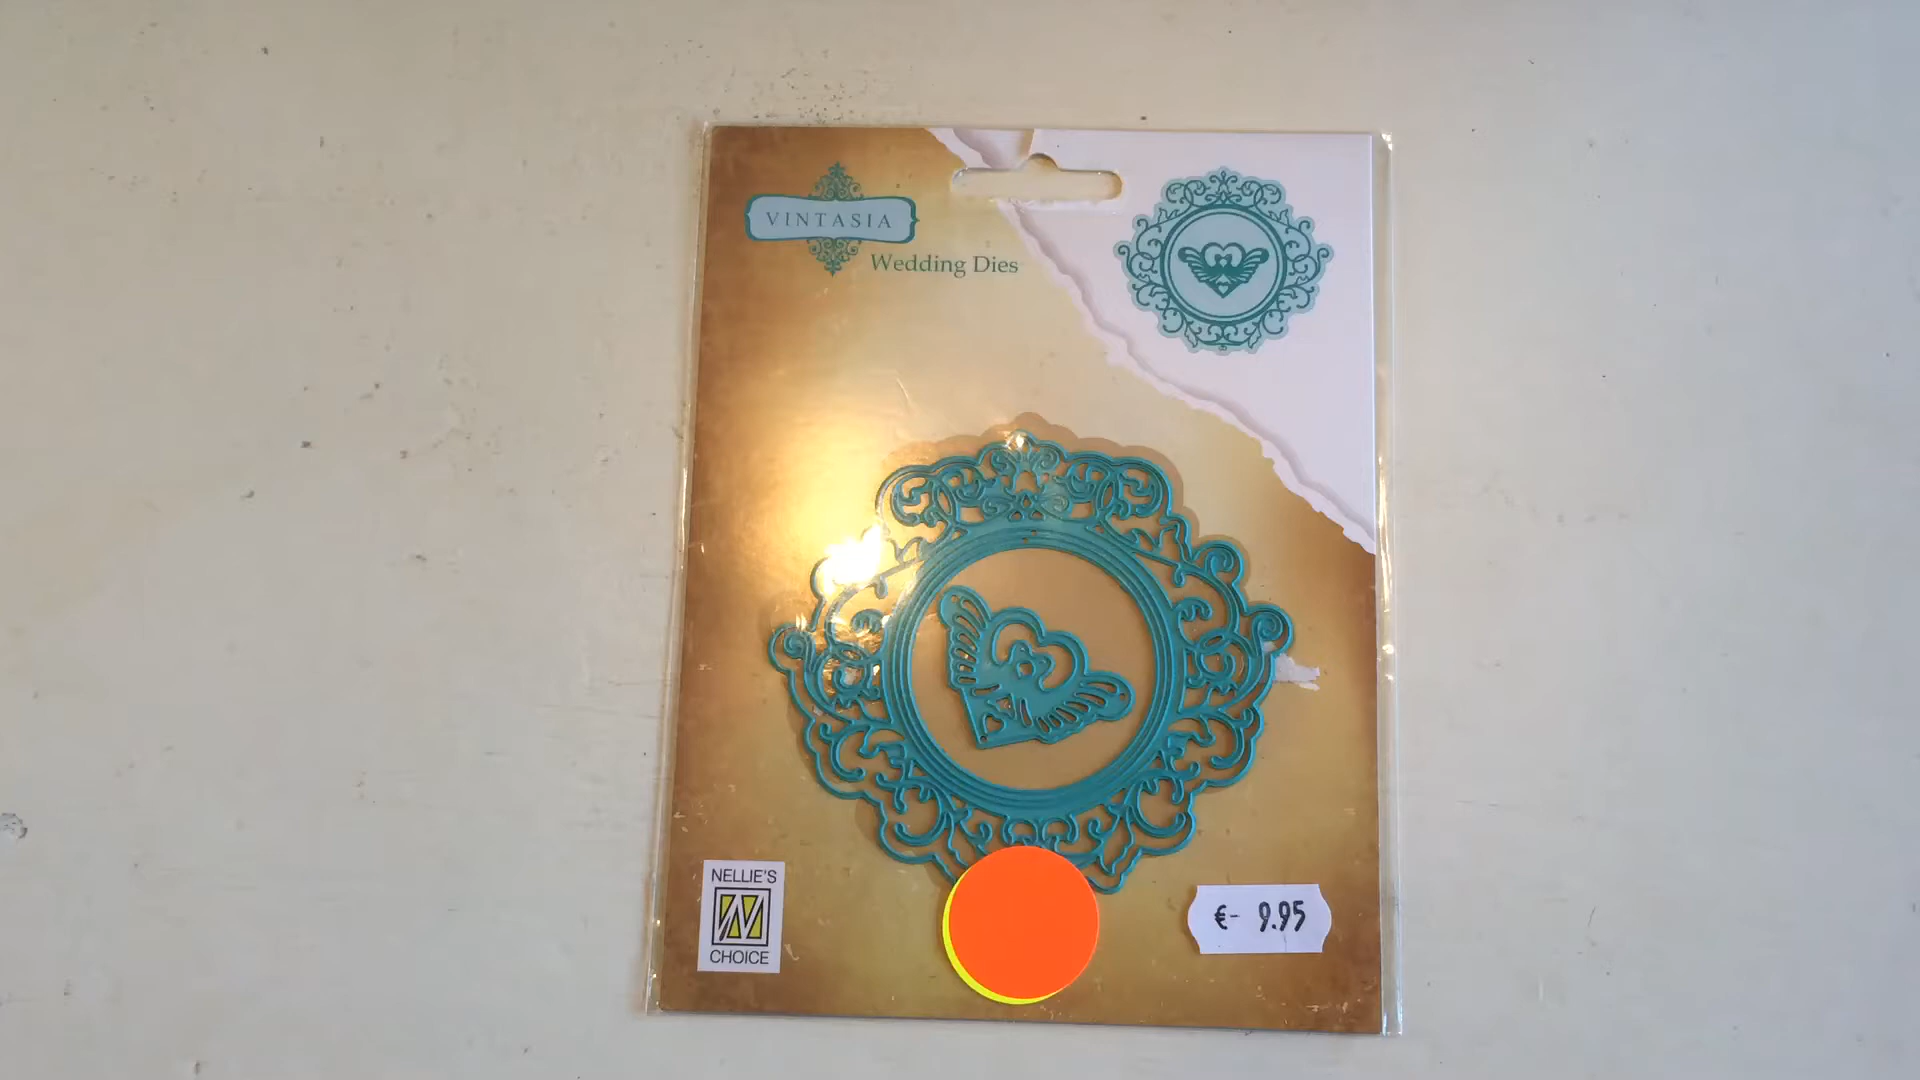 VINTASIA
Wedding Dies
NELLIE'S
CHOICE
€- 9.95